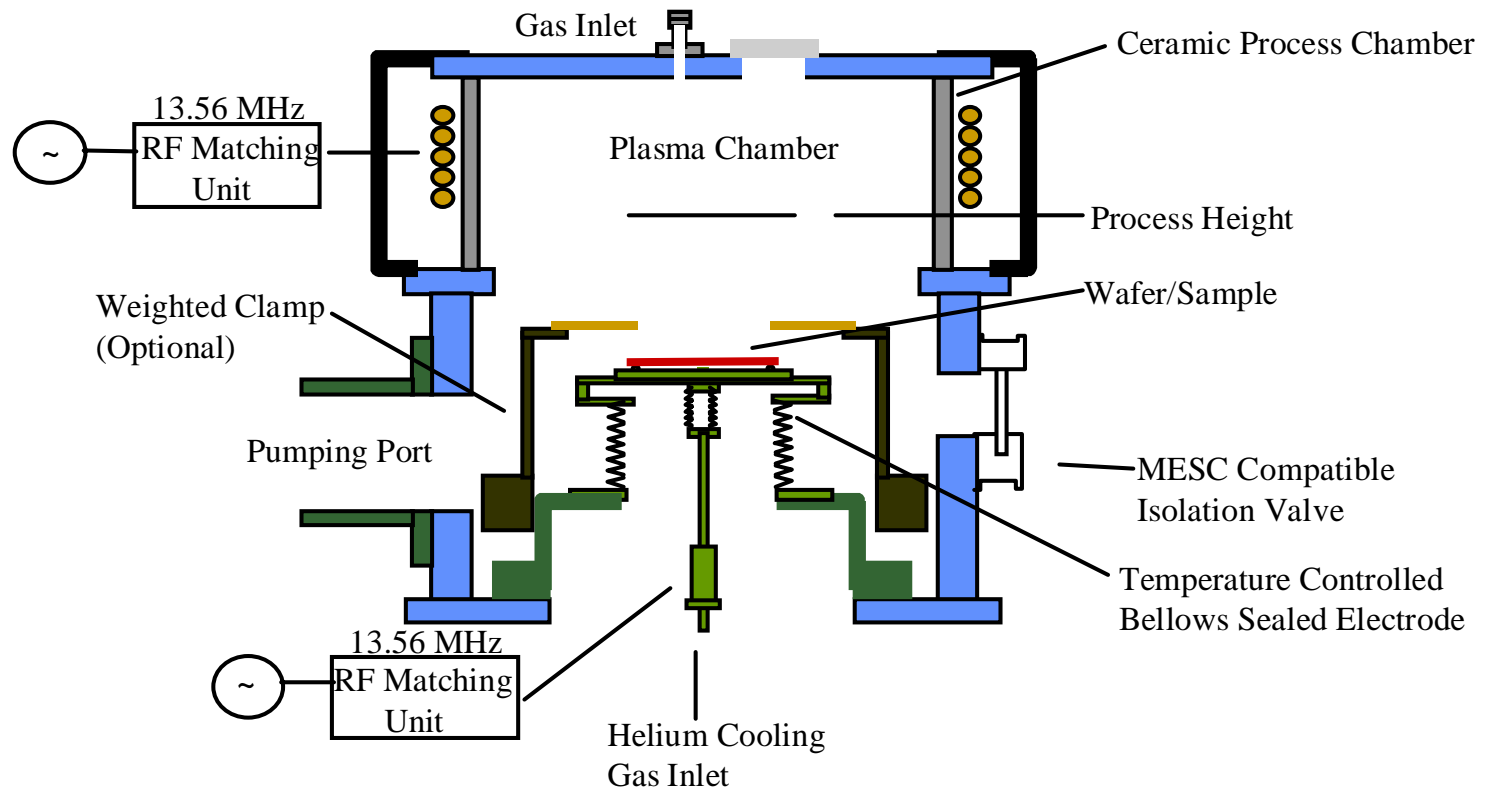 Gas Inlet
Ceramic Process Chamber
13.56 MHz
~
RF Matching
Unit
Plasma Chamber
Process Height
Weighted Clamp
(Optional)
Wafer/Sample
Pumping Port
MESC Compatible
Isolation Valve
Temperature Controlled
Bellows Sealed Electrode
13.56 MHz
~
RF Matching
Unit
Helium Cooling
Gas Inlet